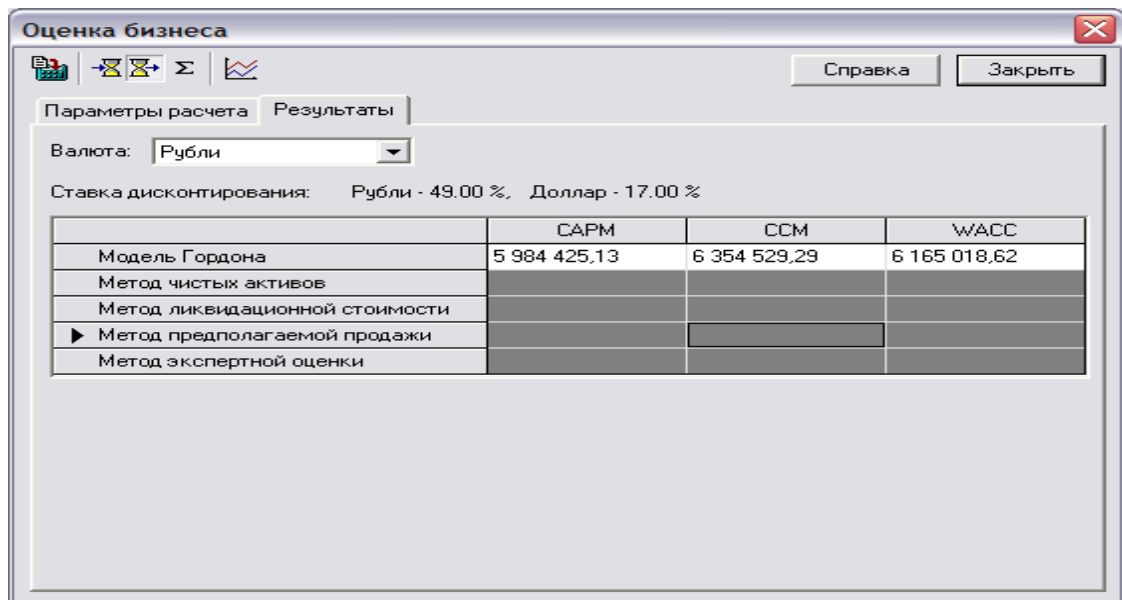 Оценка бизнеса
Σ Справка Закрыть
Параметры расчета Результаты
Валюта: Рубли
Ставка дисконтирования: Рубли - 49.00 %, Доллар - 17.00 %
CAPM CCM WACC
Модель Гордона 5 984 425,13 6 354 529,29 6 165 018,62
Метод чистых активов
Метод ликвидационной стоимости
Метод предполагаемой продажи
Метод экспертной оценки